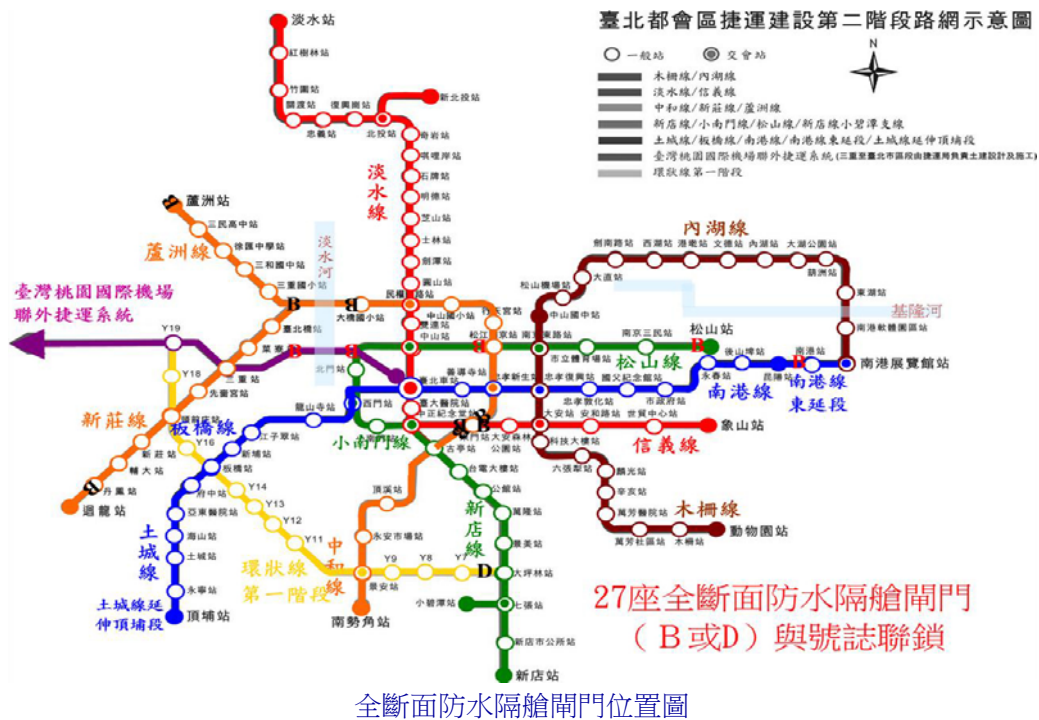 臺北都會區捷運建設第二階段路網示意圖
一般站
交會站
N
木柵線/內湖線
淡水線/信義線
中和線/新莊線/蘆洲線
新店線/小南門線/松山線/新店線小碧潭支線
土城線/板橋線/南港線/南港線東延段/土城線延伸頂埔段
臺灣桃園國際機場聯外捷運系統(三重至臺北市區段由捷運局負責土建設計及施工)
環狀線第一階段
淡水站
紅樹林站
竹圍站
關渡站
忠義站
復興崗站
北投站
新北投站
奇岩站
唭哩岸站
石牌站
明德站
芝山站
士林站
劍潭站
圓山站
淡水線
雙連站
中山站
臺北車站
臺大醫院站
中正紀念堂站
蘆洲站
B
三民高中站
徐匯中學站
三和國中站
三重國小站
蘆洲線
淡水河
B
大橋國小站
B
中山國小站
行天宮站
臺灣桃園國際機場
聯外捷運系統
Y19
Y18
Y16
臺北橋站
菜寮站
三重站
先嗇宮站
新莊站
輔大站
丹鳳站
B
迴龍站
新莊線
B
B
北門站
西門站
龍山寺站
江子翠站
新埔站
板橋站
板橋線
府中站
亞東醫院站
海山站
土城站
永寧站
頂埔站
土城線
土城線延
伸頂埔段
Y14
Y13
Y12
Y11
環狀線
第一階段
Y9
Y8
Y7
D
中和線
頂溪站
永安市場站
景安站
南勢角站
小南門線
古亭站
台電大樓站
公館站
萬隆站
景美站
大坪林站
七張站
小碧潭站
新店市公所站
新店站
新店線
B
善導寺站
忠孝新生站
忠孝復興站
忠孝敦化站
國父紀念館站
市政府站
永春站
後山埤站
昆陽站
南港站
B
南港展覽館站
南港線
南港線
東延段
市立體育場站
南京三民站
松山站
B
松山線
B
B
大安森林
公園站
大安站
安和路站
世貿中心站
象山站
信義線
內湖線
松山機場站
中山國中站
大直站
劍南路站
西湖站
港墘站
文德站
內湖站
大湖公園站
葫洲站
東湖站
南港軟體園區站
基隆河
科技大樓站
六張犁站
麟光站
辛亥站
萬芳醫院站
萬芳社區站
木柵站
動物園站
木柵線
27座全斷面防水隔艙閘門
（B或D）與號誌聯鎖
全斷面防水隔艙閘門位置圖